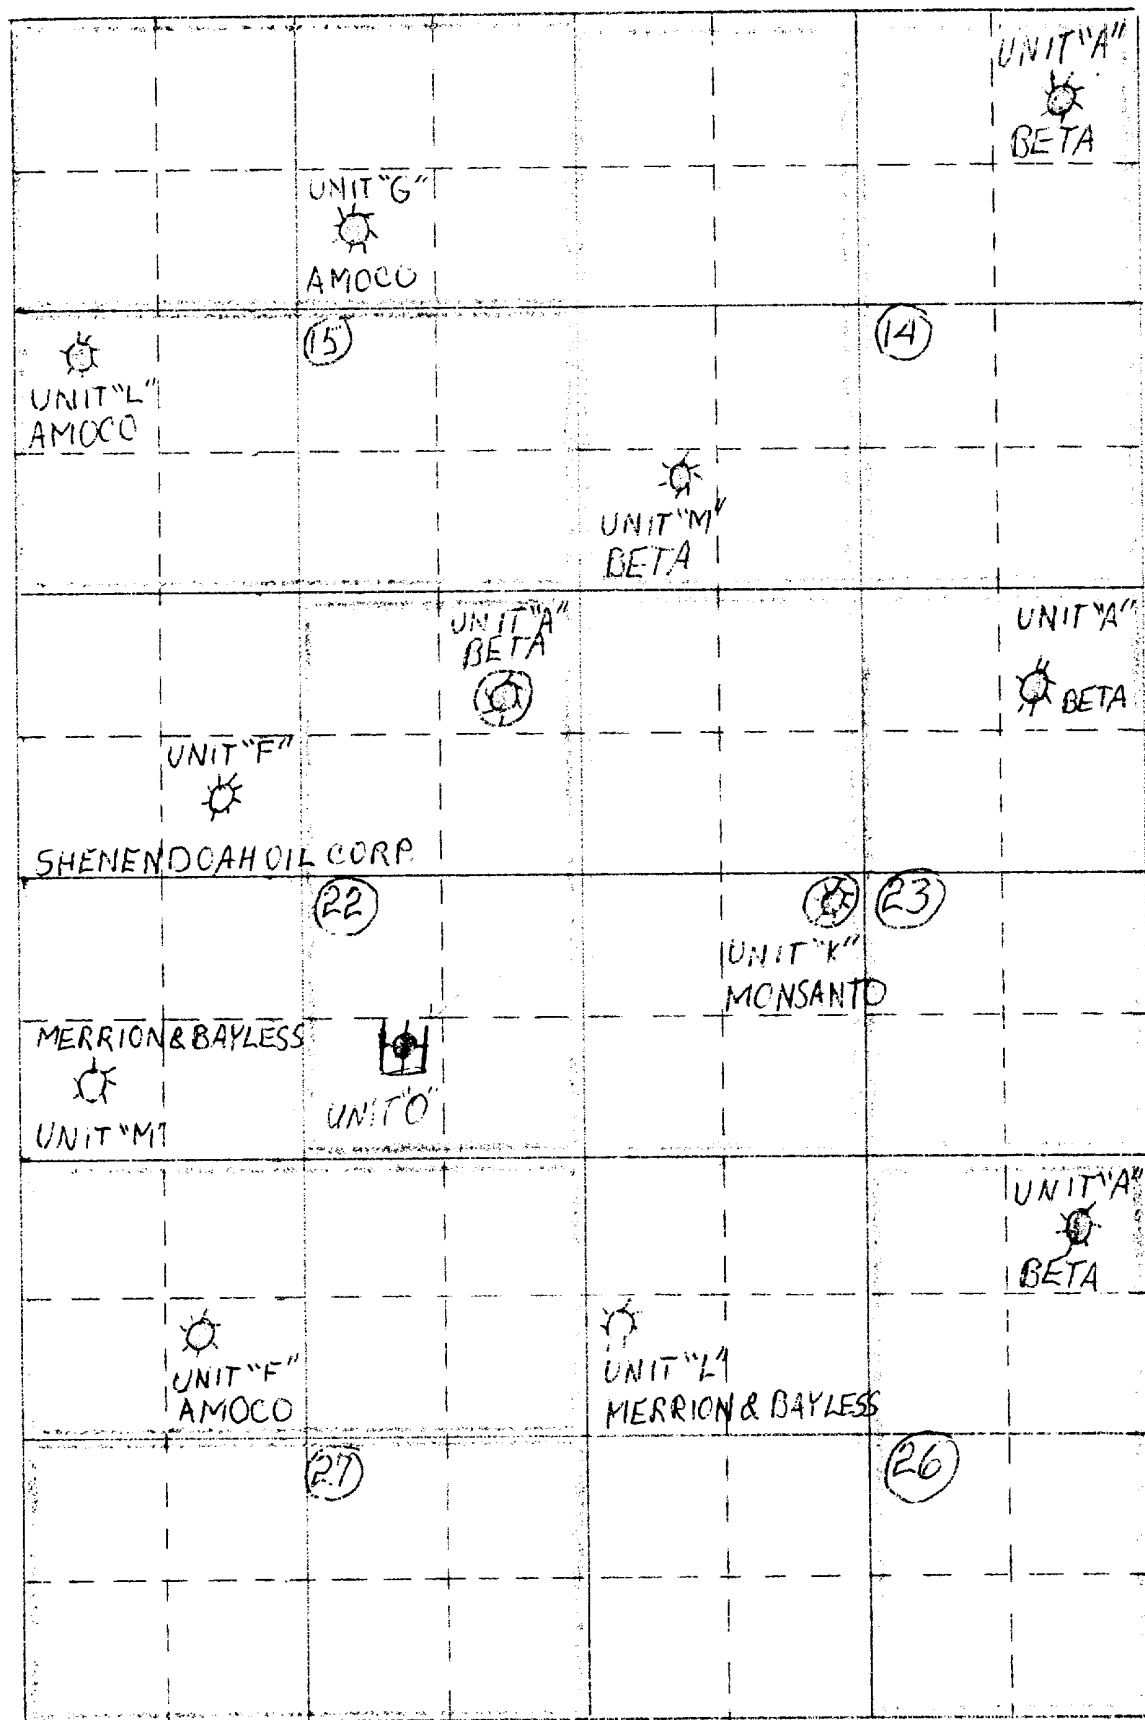 UNIT "A"
BETA
UNIT "G"
AMOCO
15
14
UNIT "L"
AMOCO
UNIT "M"
BETA
UNIT "A"
BETA
UNIT "A"
BETA
UNIT "F"
SHENENDOAH OIL CORP.
22
23
UNIT "K"
MONSANTO
MERRION & BAYLESS
UNIT "M"
UNIT "O"
UNIT "A"
BETA
UNIT "F"
AMOCO
UNIT "L"
MERRION & BAYLESS
27
26